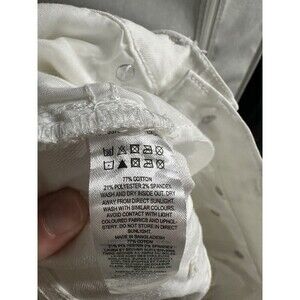 77% COTTON
21% POLYESTER 2% SPANDEX
WASH AND DRY INSIDE OUT. DRY
AWAY FROM DIRECT SUNLIGHT.
WASH WITH SIMILAR COLOURS.
AVOID CONTACT WITH LIGHT
COLOURED FABRICS AND UPHOL-
STERY. DO NOT STORE IN DIRECT
SUNLIGHT.
MADE IN BANGLADESH
77% COTON